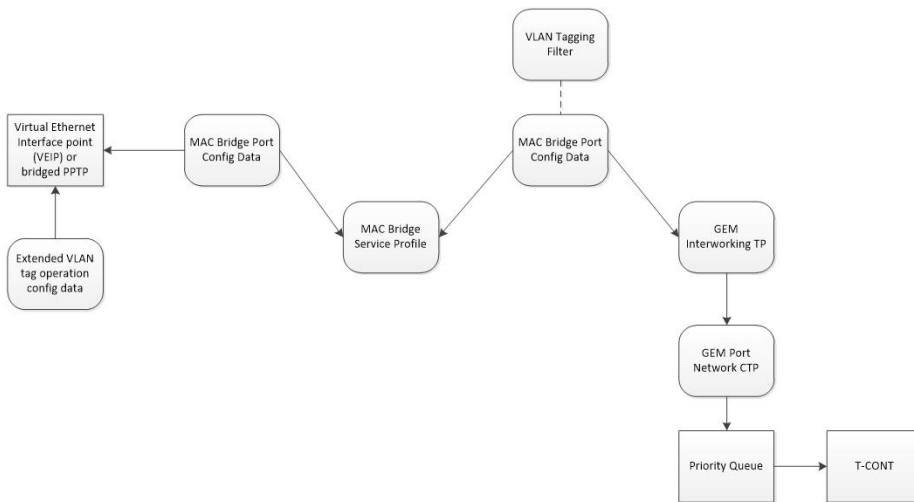 VLAN Tagging
Filter
Virtual Ethernet
Interface point
(VEIP) or
bridged PPTP
MAC Bridge Port
Config Data
MAC Bridge Port
Config Data
MAC Bridge
Service Profile
GEM
Interworking TP
Extended VLAN
tag operation
config data
GEM Port
Network CTP
Priority Queue
T-CONT